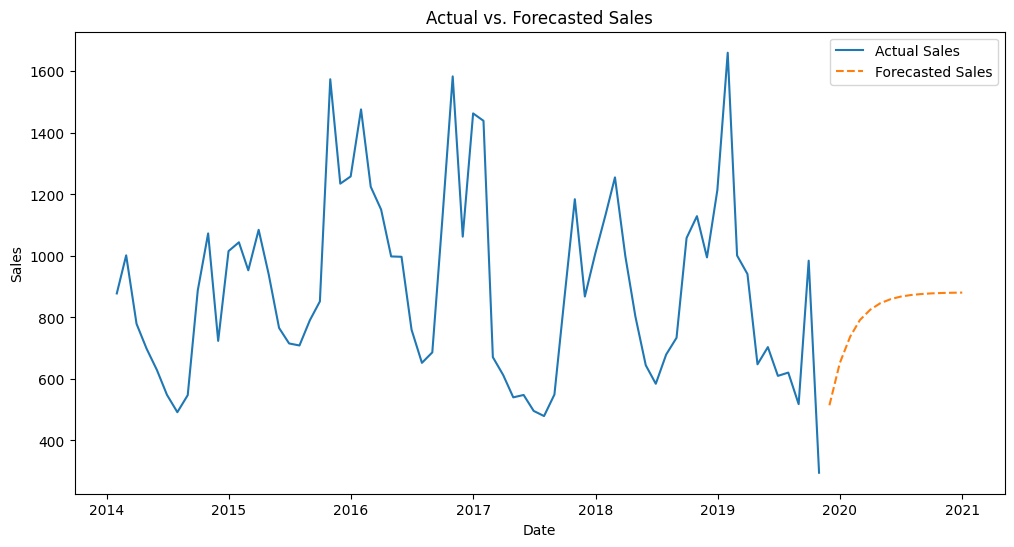 Actual vs. Forecasted Sales
Actual Sales
Forecasted Sales
Sales
1600
1400
1200
1000
800
600
400
2014 2015 2016 2017 2018 2019 2020 2021
Date